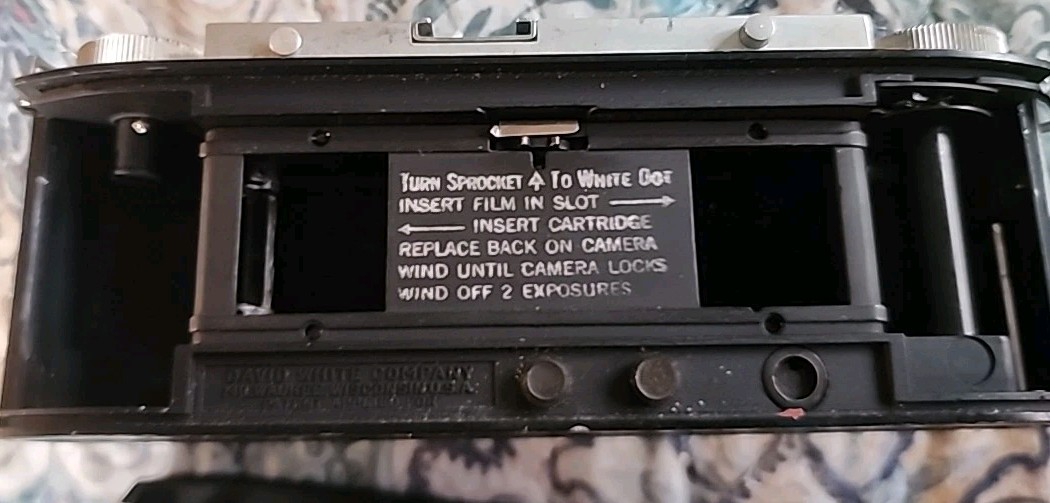 TURN SPROCKET ↑ TO WHITE DOT
INSERT FILM IN SLOT →
← INSERT CARTRIDGE
REPLACE BACK ON CAMERA
WIND UNTIL CAMERA LOCKS
WIND OFF 2 EXPOSURES
DAVID WHITE COMPANY